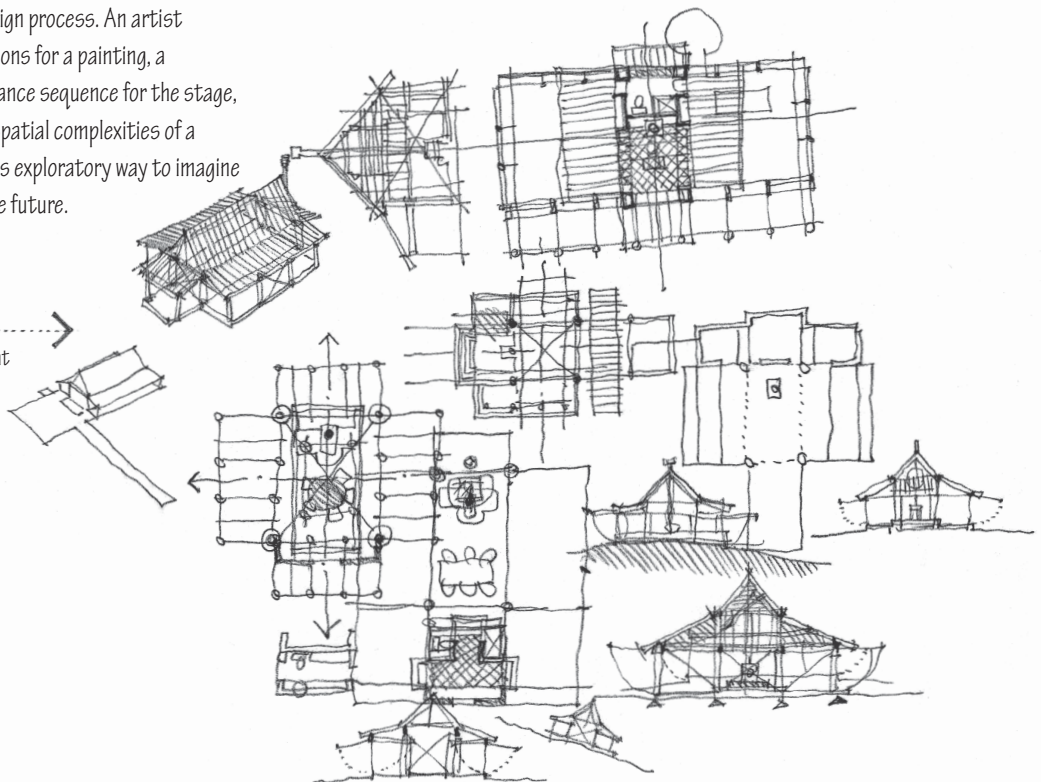 ign process. An artist
ons for a painting, a
ance sequence for the stage,
patial complexities of a
s exploratory way to imagine
e future.
nt